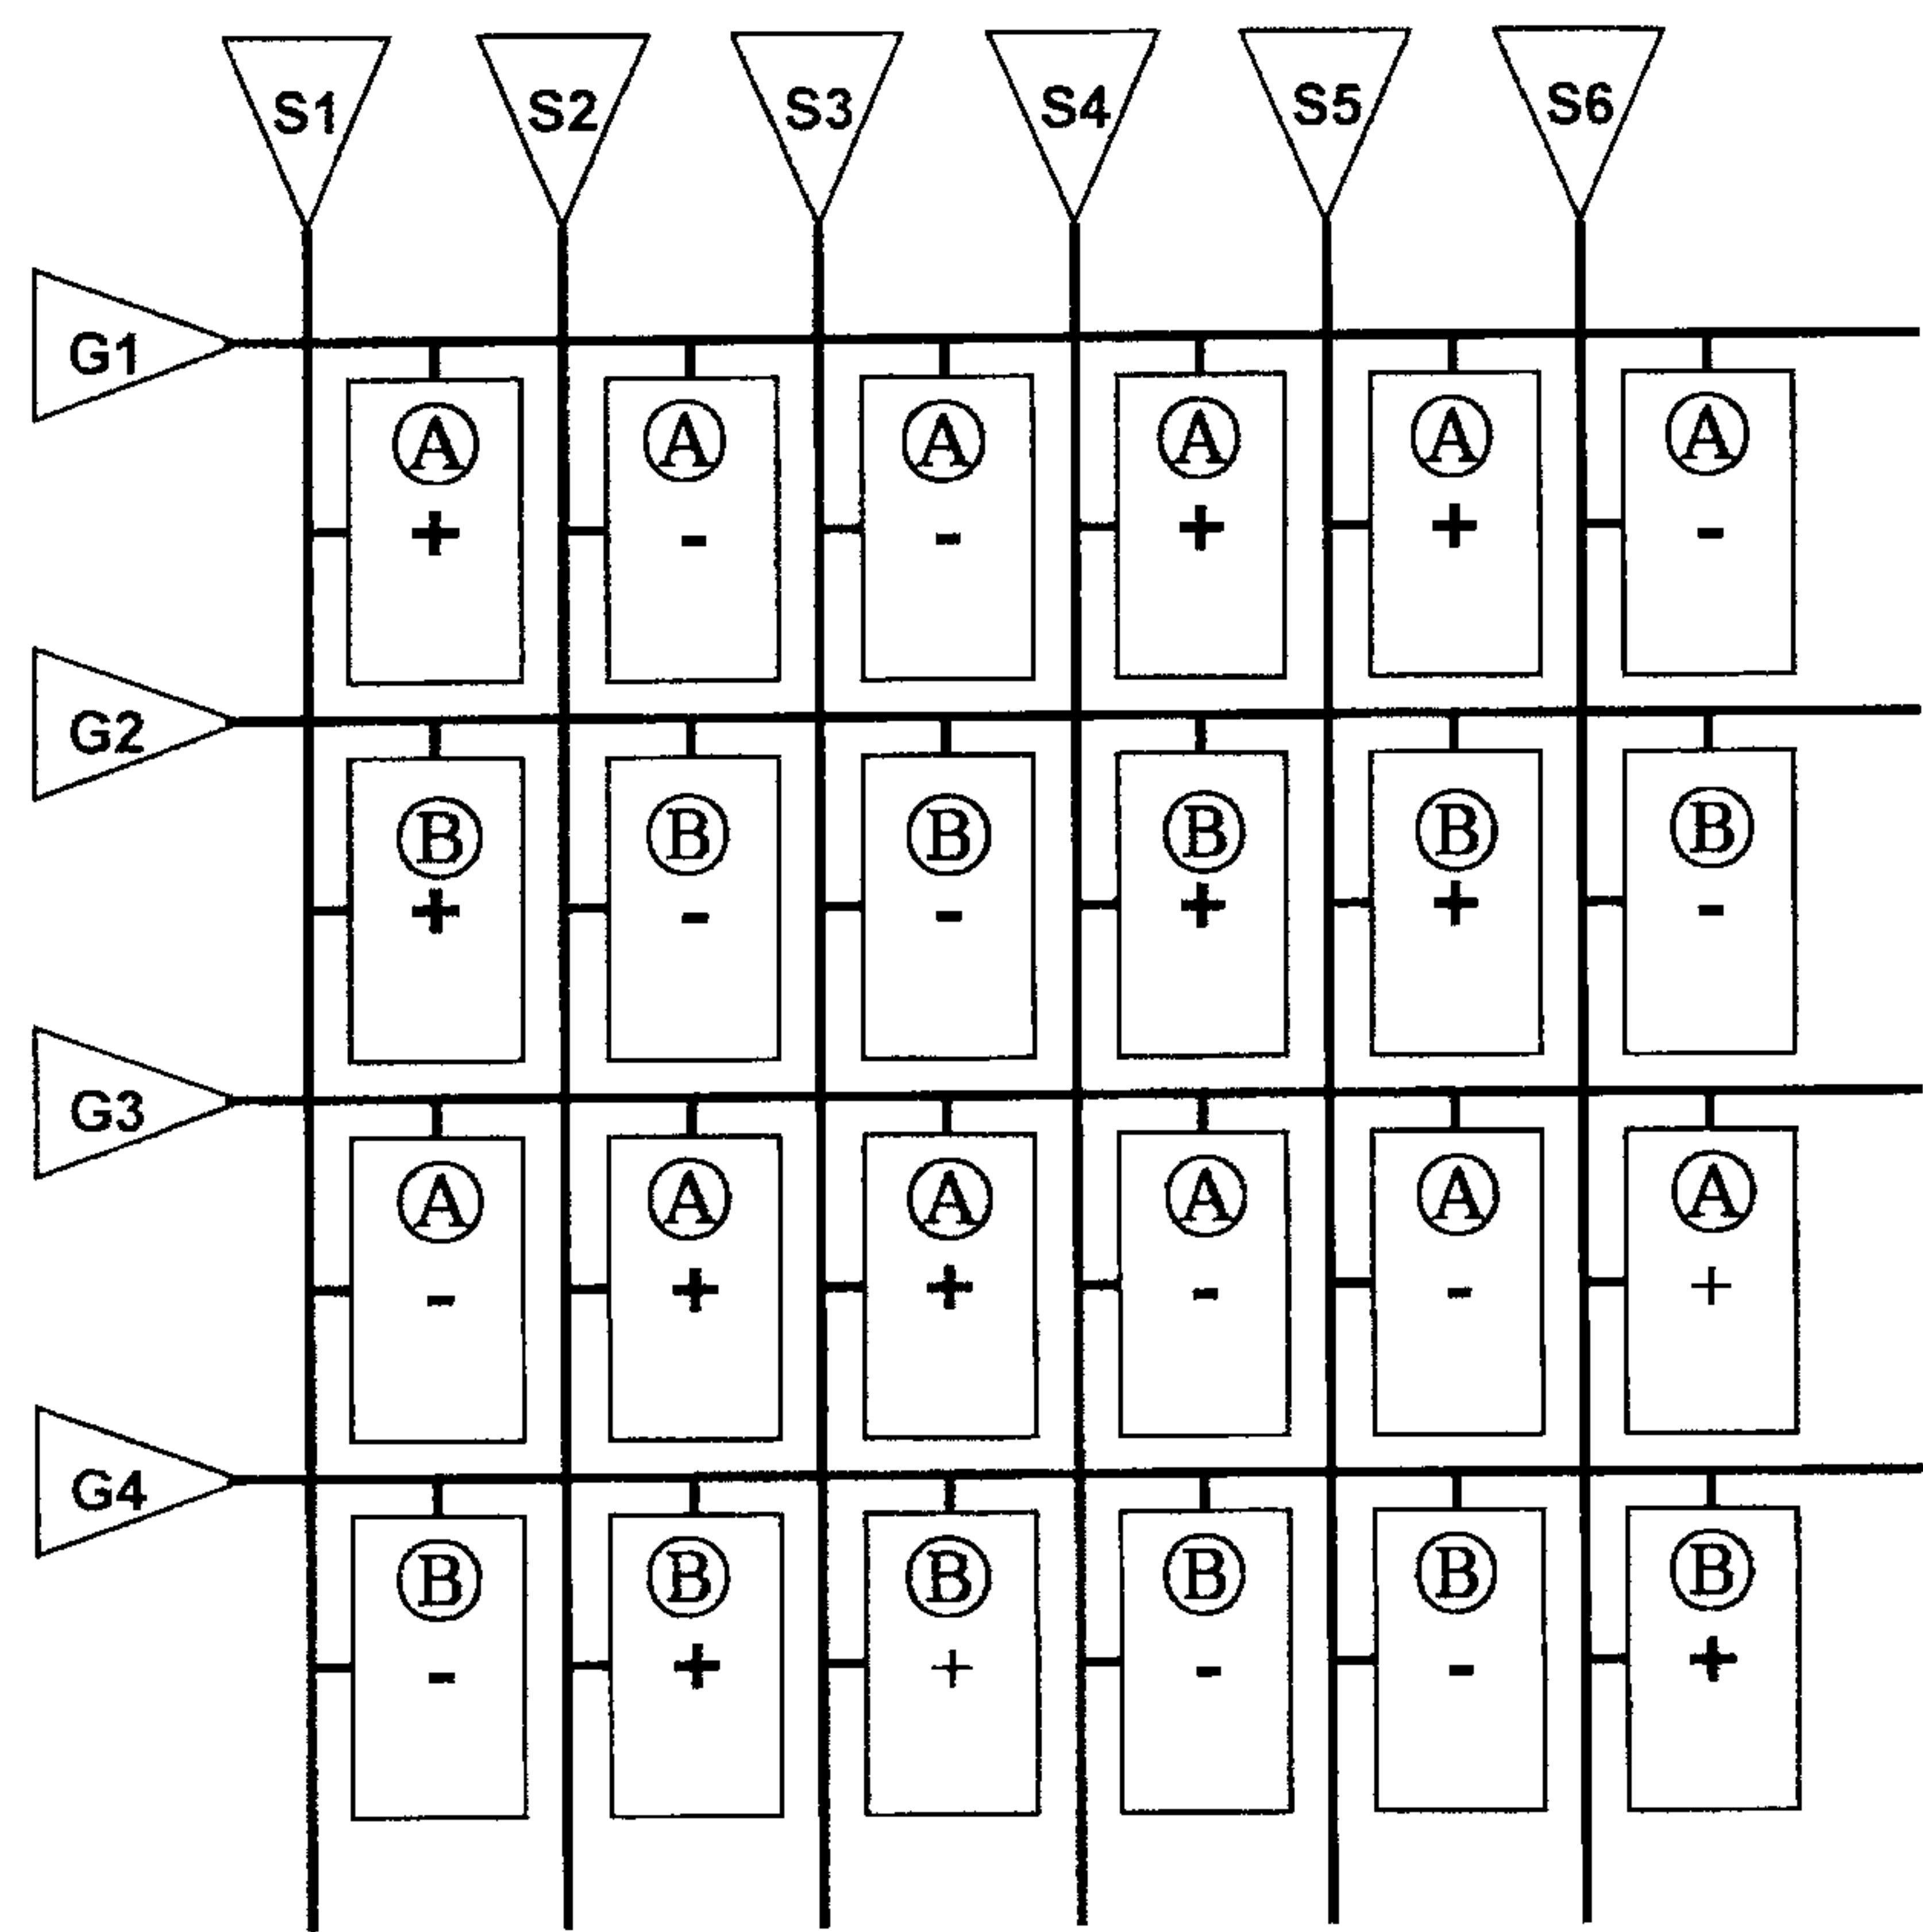 S1 S2 S3 S4 S5 S6
G1
Ⓐ Ⓐ Ⓐ Ⓐ Ⓐ Ⓐ
+ - - + + -
G2
Ⓑ Ⓑ Ⓑ Ⓑ Ⓑ Ⓑ
+ - - + + -
G3
Ⓐ Ⓐ Ⓐ Ⓐ Ⓐ Ⓐ
- + + - - +
G4
Ⓑ Ⓑ Ⓑ Ⓑ Ⓑ Ⓑ
- + + - - +